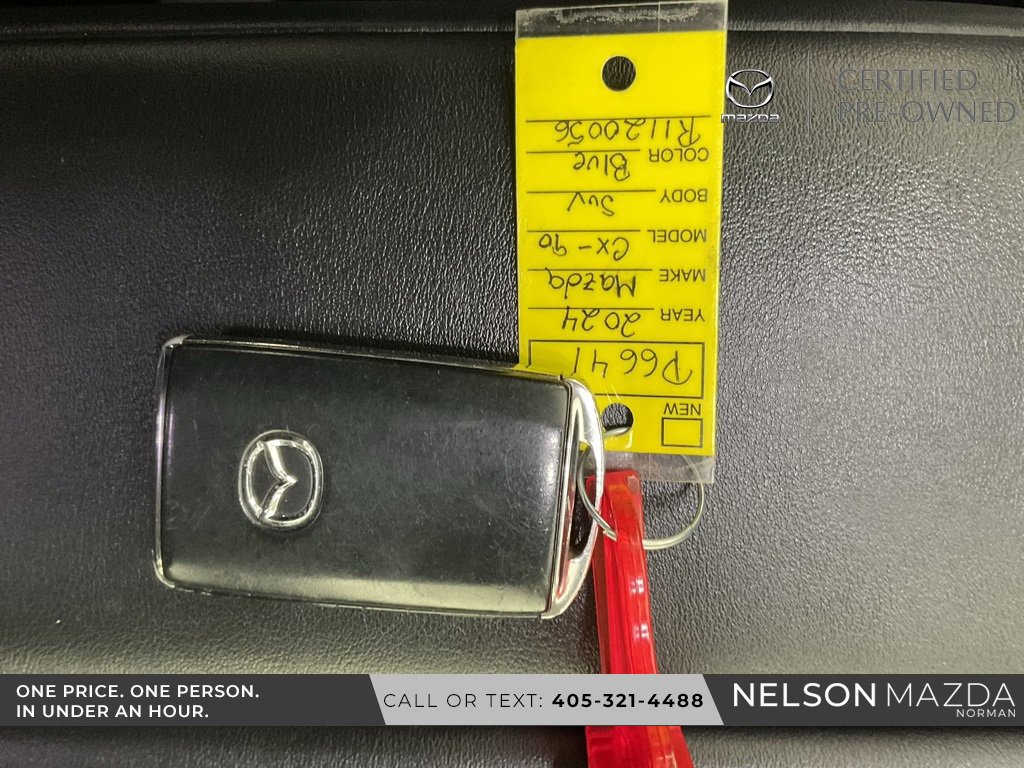 mazda
CERTIFIED
PRE-OWNED
NEW
P6641
YEAR 2024
MAKE Mazda
MODEL CX-90
BODY SUV
COLOR Blue
R1120056
ONE PRICE. ONE PERSON.
IN UNDER AN HOUR.
CALL OR TEXT: 405-321-4488
NELSON MAZDA
NORMAN